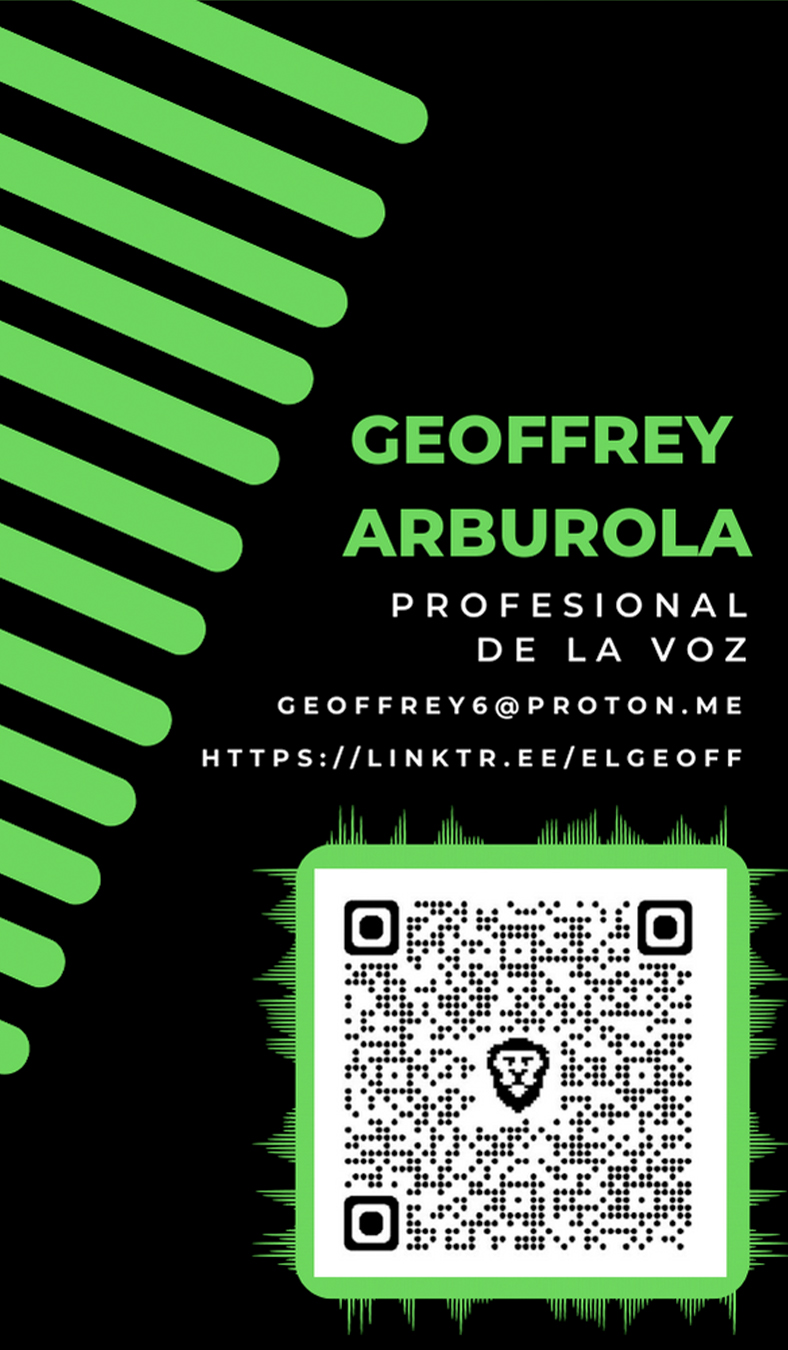 GEOFFREY
ARBUROLA
PROFESIONAL
DE LA VOZ
GEOFFREY6@PROTON.ME
HTTPS://LINKTR.EE/ELGEOFF